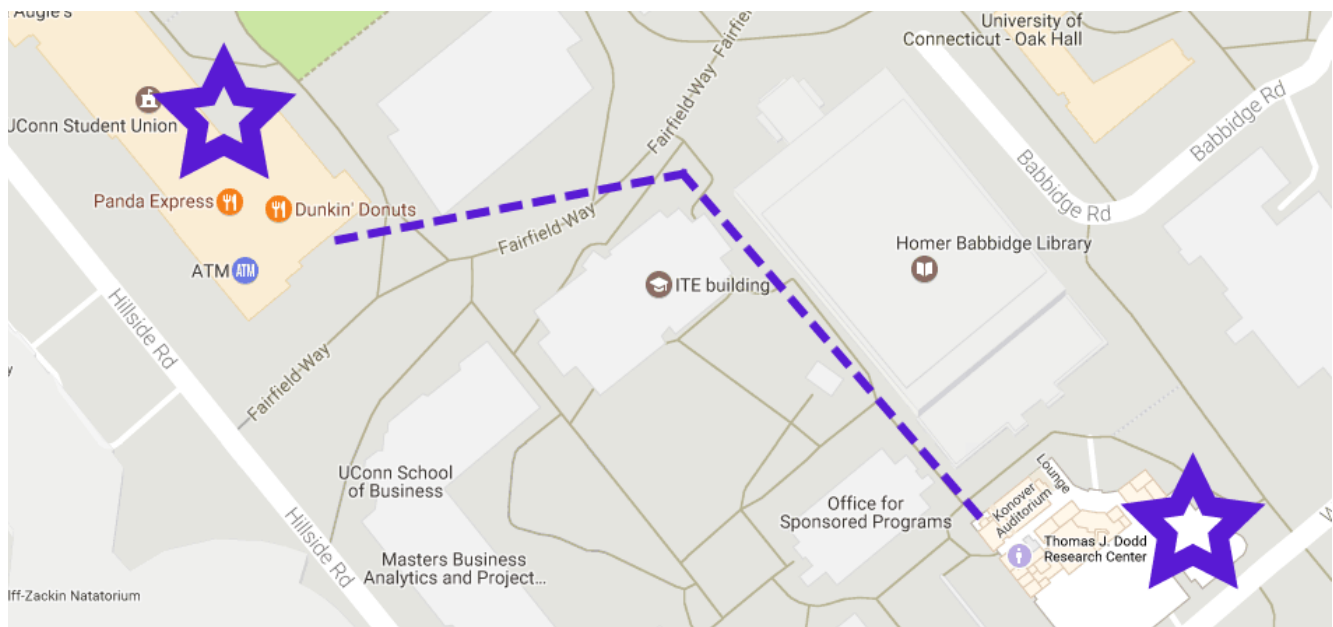 Augie's
UConn Student Union
Panda Express
Dunkin' Donuts
ATM
ATM
Hillside Rd
Hillside Rd
Fairfield Way
Fairfield Way
Fairfield Way
Fairfield
University of
Connecticut - Oak Hall
Babbidge Rd
Babbidge Rd
Homer Babbidge Library
ITE building
UConn School
of Business
Masters Business
Analytics and Project...
Office for
Sponsored Programs
Lounge
Konover
Auditorium
Thomas J. Dodd
Research Center
lff-Zackin Natatorium